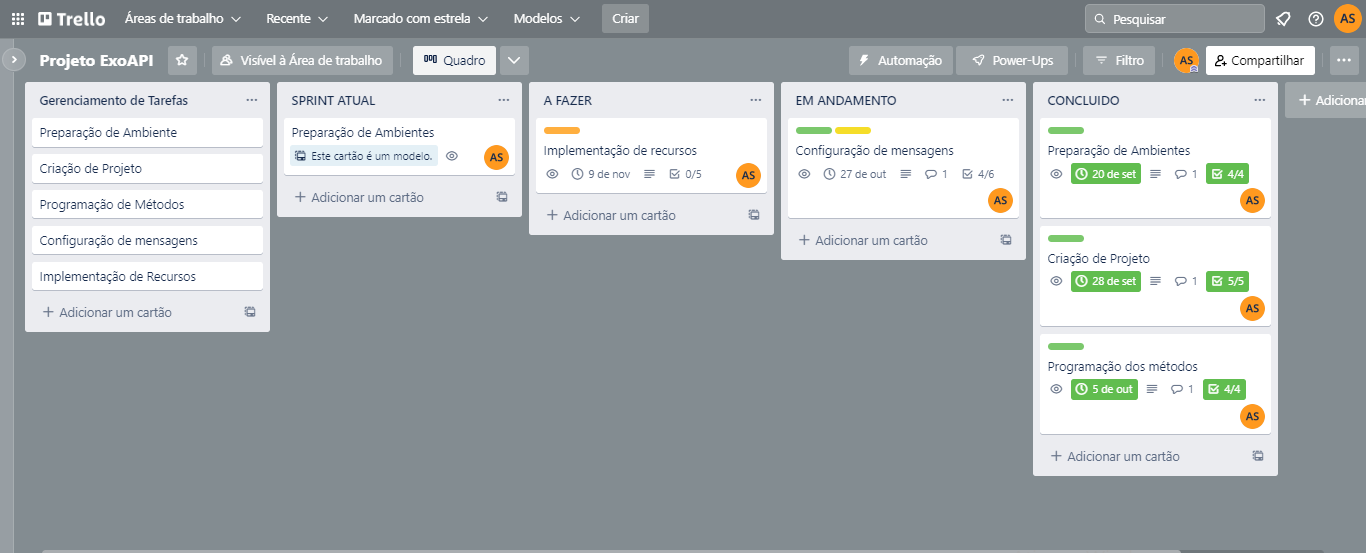 Trello
Áreas de trabalho
Recente
Marcado com estrela
Modelos
Criar
Pesquisar
AS
Projeto ExoAPI
Visível à Área de trabalho
Quadro
Automação
Power-Ups
Filtro
AS
Compartilhar
Gerenciamento de Tarefas
Preparação de Ambiente
Criação de Projeto
Programação de Métodos
Configuração de mensagens
Implementação de Recursos
Adicionar um cartão
SPRINT ATUAL
Preparação de Ambientes
Este cartão é um modelo.
AS
Adicionar um cartão
A FAZER
Implementação de recursos
9 de nov 0/5
AS
Adicionar um cartão
EM ANDAMENTO
Configuração de mensagens
27 de out 1 4/6
AS
Adicionar um cartão
CONCLUIDO
Preparação de Ambientes
20 de set 1 4/4
AS
Criação de Projeto
28 de set 1 5/5
AS
Programação dos métodos
5 de out 1 4/4
AS
Adicionar um cartão
Adiciona